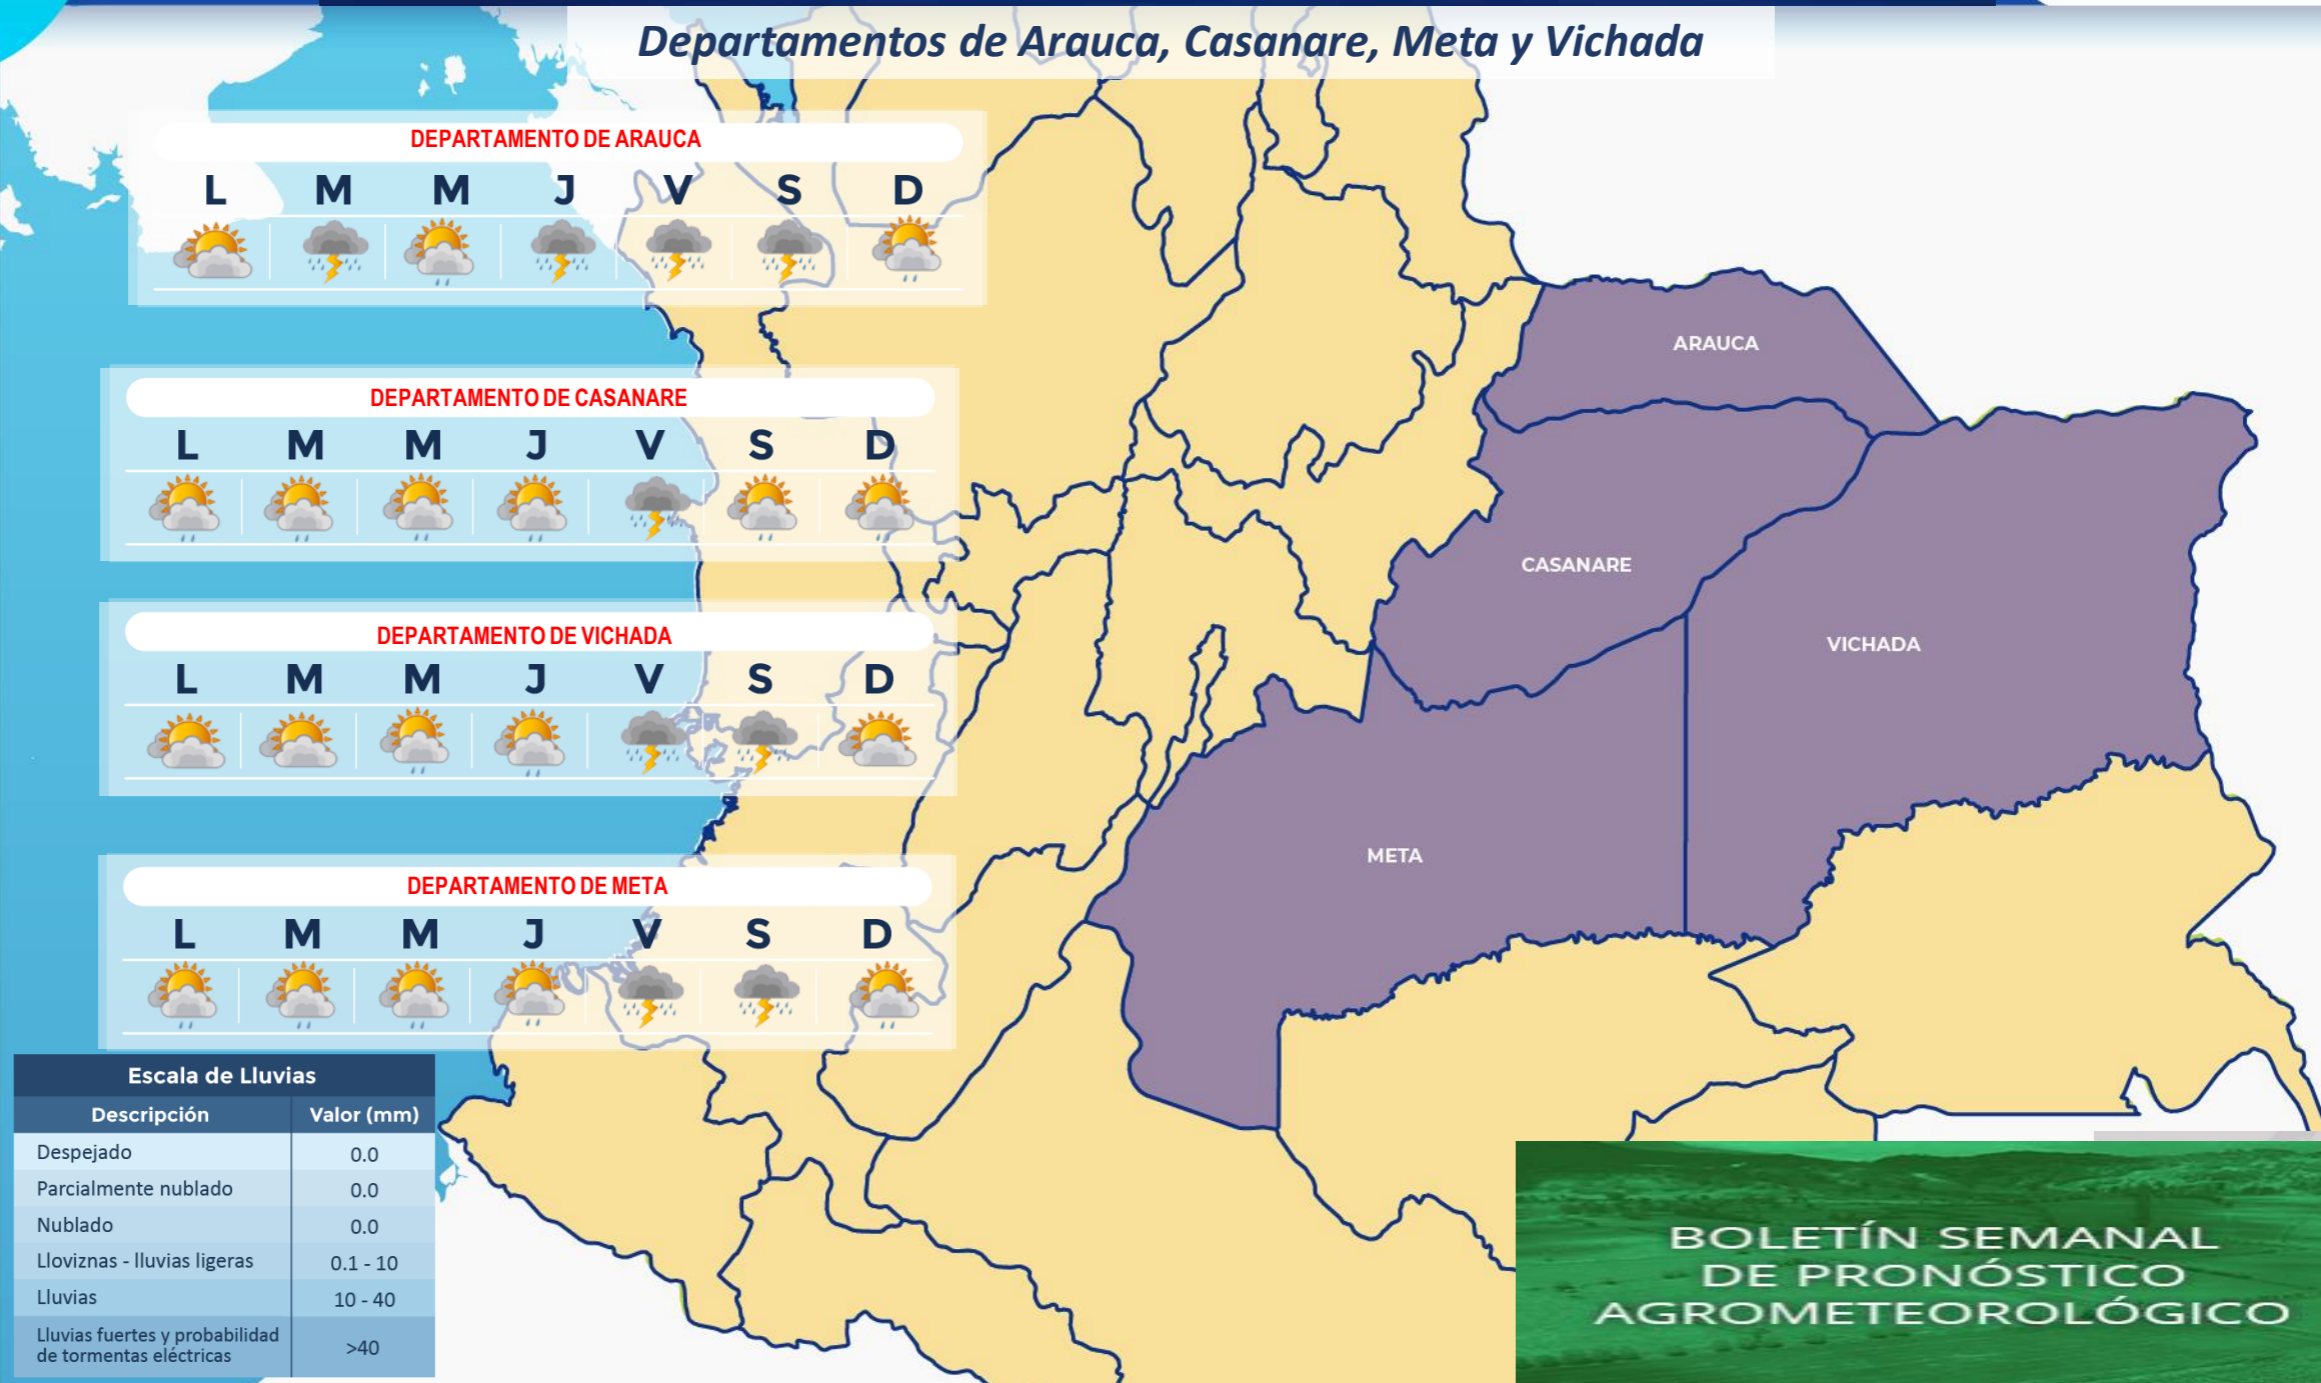 Departamentos de Arauca, Casanare, Meta y Vichada
DEPARTAMENTO DE ARAUCA
L M M J V S D
DEPARTAMENTO DE CASANARE
L M M J V S D
DEPARTAMENTO DE VICHADA
L M M J V S D
DEPARTAMENTO DE META
L M M J V S D
ARAUCA
CASANARE
VICHADA
META
Escala de Lluvias
Descripción Valor (mm)
Despejado 0.0
Parcialmente nublado 0.0
Nublado 0.0
Lloviznas - lluvias ligeras 0.1 - 10
Lluvias 10 - 40
Lluvias fuertes y probabilidad
de tormentas eléctricas >40
BOLETÍN SEMANAL
DE PRONÓSTICO
AGROMETEOROLÓGICO